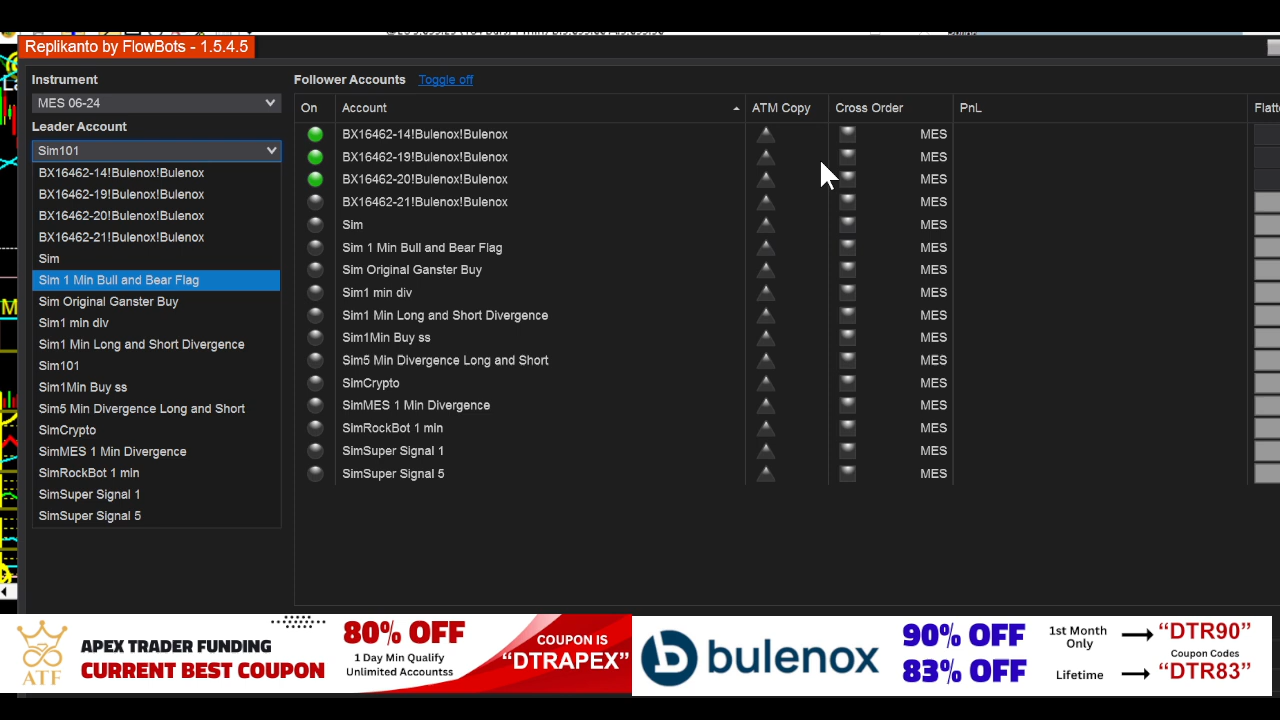 Replikanto by FlowBots - 1.5.4.5
Instrument
MES 06-24
Leader Account
Sim101
BX16462-14!Bulenox!Bulenox
BX16462-19!Bulenox!Bulenox
BX16462-20!Bulenox!Bulenox
BX16462-21!Bulenox!Bulenox
Sim
Sim 1 Min Bull and Bear Flag
Sim Original Ganster Buy
Sim1 min div
Sim1 Min Long and Short Divergence
Sim101
Sim1Min Buy ss
Sim5 Min Divergence Long and Short
SimCrypto
SimMES 1 Min Divergence
SimRockBot 1 min
SimSuper Signal 1
SimSuper Signal 5
Follower Accounts Toggle off
On Account ATM Copy Cross Order PnL
BX16462-14!Bulenox!Bulenox MES
BX16462-19!Bulenox!Bulenox MES
BX16462-20!Bulenox!Bulenox MES
BX16462-21!Bulenox!Bulenox MES
Sim MES
Sim 1 Min Bull and Bear Flag MES
Sim Original Ganster Buy MES
Sim1 min div MES
Sim1 Min Long and Short Divergence MES
Sim1Min Buy ss MES
Sim5 Min Divergence Long and Short MES
SimCrypto MES
SimMES 1 Min Divergence MES
SimRockBot 1 min MES
SimSuper Signal 1 MES
SimSuper Signal 5 MES
ATF
APEX TRADER FUNDING
CURRENT BEST COUPON
80% OFF
1 Day Min Qualify
Unlimited Accountss
COUPON IS
“DTRAPEX”
bulenox
90% OFF 1st Month Only “DTR90”
Coupon Codes
83% OFF Lifetime “DTR83”